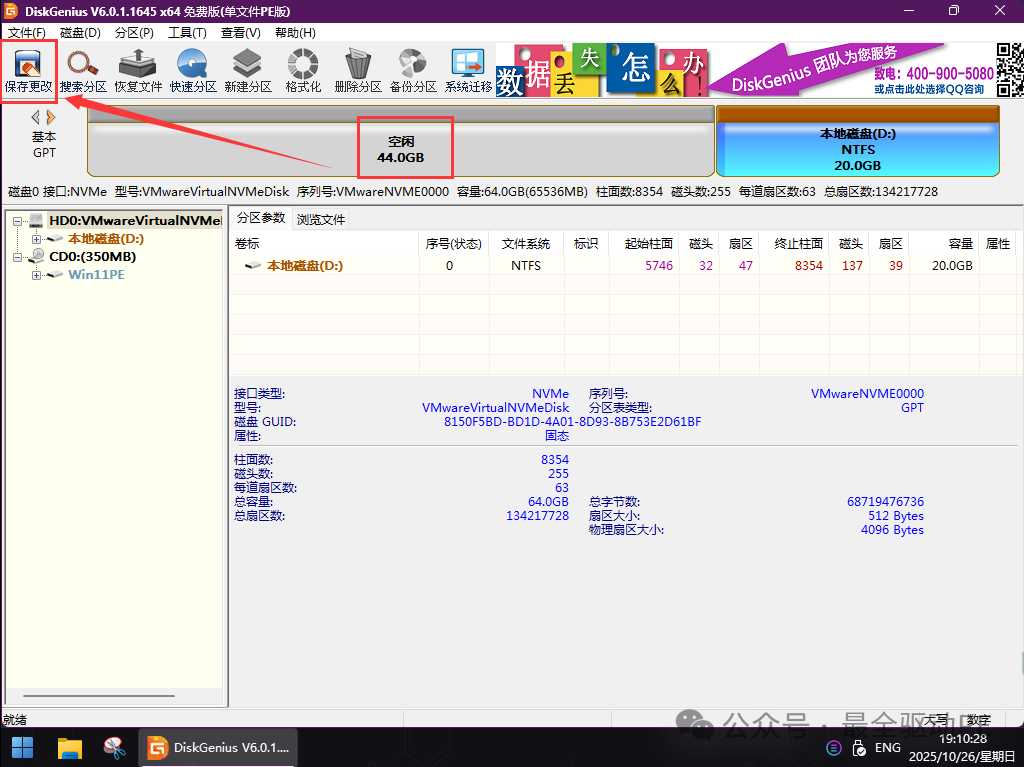 DiskGenius V6.0.1.1645 x64 免费版(单文件PE版)
文件(F) 磁盘(D) 分区(P) 工具(T) 查看(V) 帮助(H)
保存更改 搜索分区 恢复文件 快速分区 新建分区 格式化 删除分区 备份分区 系统迁移
数据丢失怎么办!
DiskGenius 团队为您服务
致电: 400-900-5080
或点击此处选择QQ咨询
基本
GPT
空闲
44.0GB
本地磁盘(D:)
NTFS
20.0GB
磁盘0 接口:NVMe 型号:VMwareVirtualNVMeDisk 序列号:VMwareNVME0000 容量:64.0GB(65536MB) 柱面数:8354 磁头数:255 每道扇区数:63 总扇区数:134217728
HD0:VMwareVirtualNVMe
本地磁盘(D:)
CD0:(350MB)
Win11PE
分区参数 浏览文件
卷标 序号(状态) 文件系统 标识 起始柱面 磁头 扇区 终止柱面 磁头 扇区 容量 属性
本地磁盘(D:) 0 NTFS 5746 32 47 8354 137 39 20.0GB
接口类型: NVMe 序列号: VMwareNVME0000
型号: VMwareVirtualNVMeDisk 分区表类型: GPT
磁盘 GUID: 8150F5BD-BD1D-4A01-8D93-8B753E2D61BF
属性: 固态
柱面数: 8354
磁头数: 255
每道扇区数: 63
总容量: 64.0GB 总字节数: 68719476736
总扇区数: 134217728 扇区大小: 512 Bytes
物理扇区大小: 4096 Bytes
就绪 大写 数字
公众号 · 最全驱动
DiskGenius V6.0.1....
ENG
19:10:28
2025/10/26/星期日